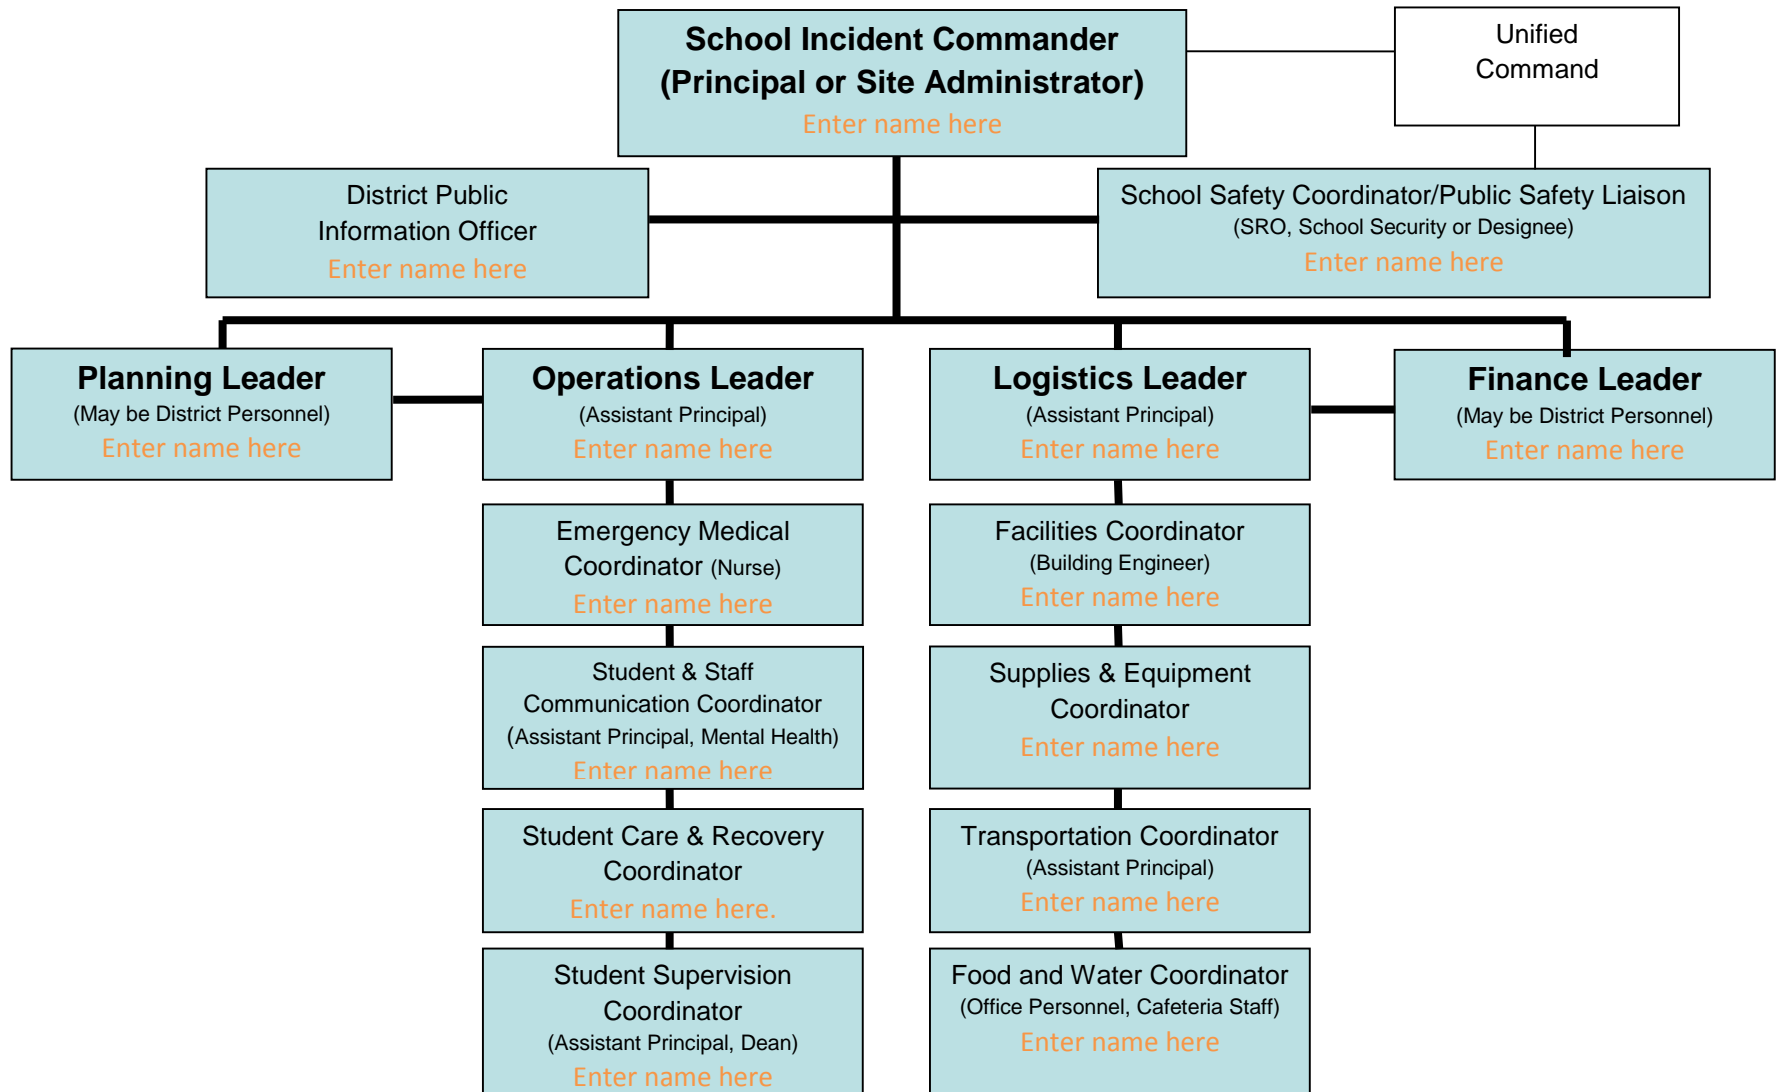 School Incident Commander
(Principal or Site Administrator)
Enter name here
Unified
Command
District Public
Information Officer
Enter name here
School Safety Coordinator/Public Safety Liaison
(SRO, School Security or Designee)
Enter name here
Planning Leader
(May be District Personnel)
Enter name here
Operations Leader
(Assistant Principal)
Enter name here
Logistics Leader
(Assistant Principal)
Enter name here
Finance Leader
(May be District Personnel)
Enter name here
Emergency Medical
Coordinator (Nurse)
Enter name here
Facilities Coordinator
(Building Engineer)
Enter name here
Student & Staff
Communication Coordinator
(Assistant Principal, Mental Health)
Enter name here
Supplies & Equipment
Coordinator
Enter name here
Student Care & Recovery
Coordinator
Enter name here.
Transportation Coordinator
(Assistant Principal)
Enter name here
Student Supervision
Coordinator
(Assistant Principal, Dean)
Enter name here
Food and Water Coordinator
(Office Personnel, Cafeteria Staff)
Enter name here